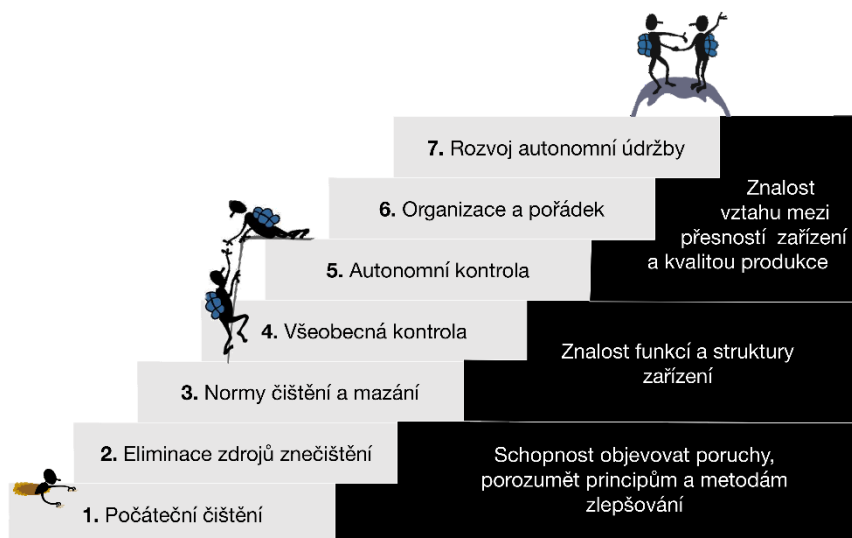 7. Rozvoj autonomní údržby
6. Organizace a pořádek
5. Autonomní kontrola
4. Všeobecná kontrola
3. Normy čištění a mazání
2. Eliminace zdrojů znečištění
1. Počáteční čištění
Znalost
vztahu mezi
přesností zařízení
a kvalitou produkce
Znalost funkcí a struktury
zařízení
Schopnost objevovat poruchy,
porozumět principům a metodám
zlepšování